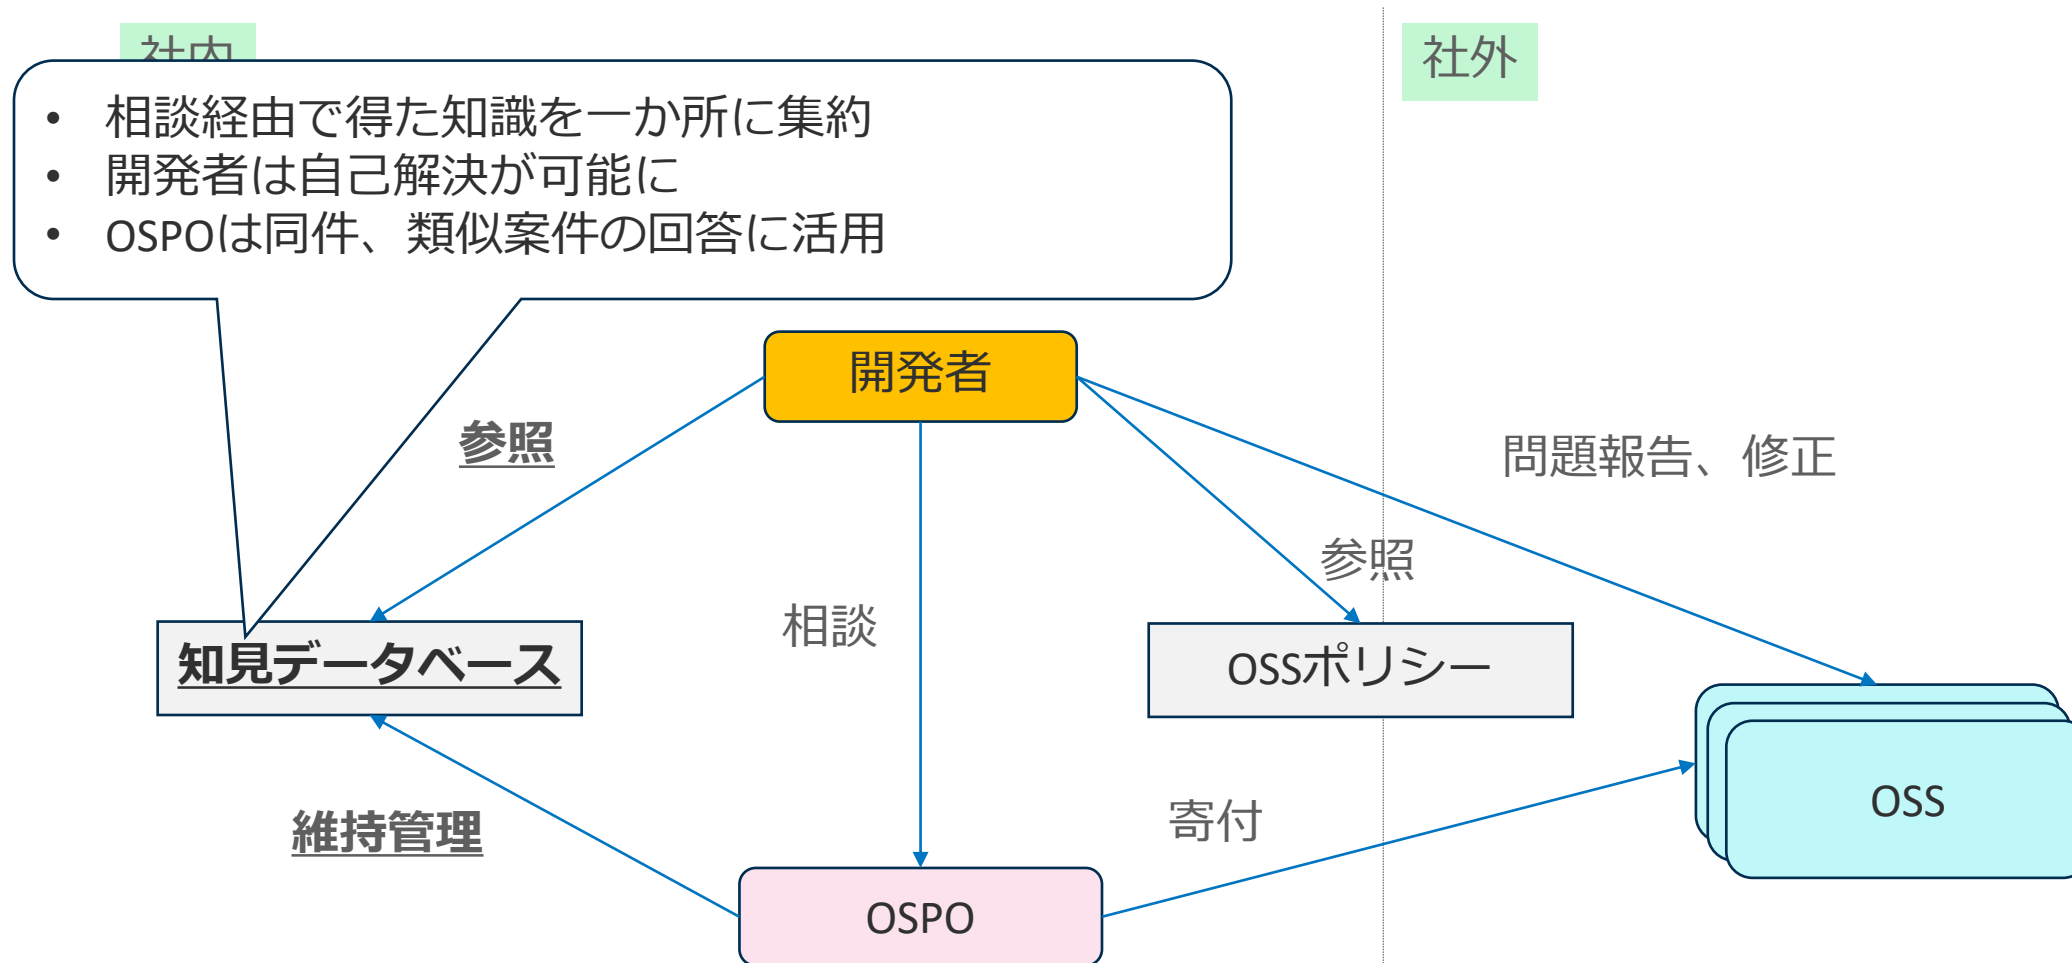 社内
社外
• 相談経由で得た知識を一か所に集約
• 開発者は自己解決が可能に
• OSPOは同件、類似案件の回答に活用
開発者
参照
問題報告、修正
参照
相談
知見データベース
OSSポリシー
OSS
維持管理
寄付
OSPO